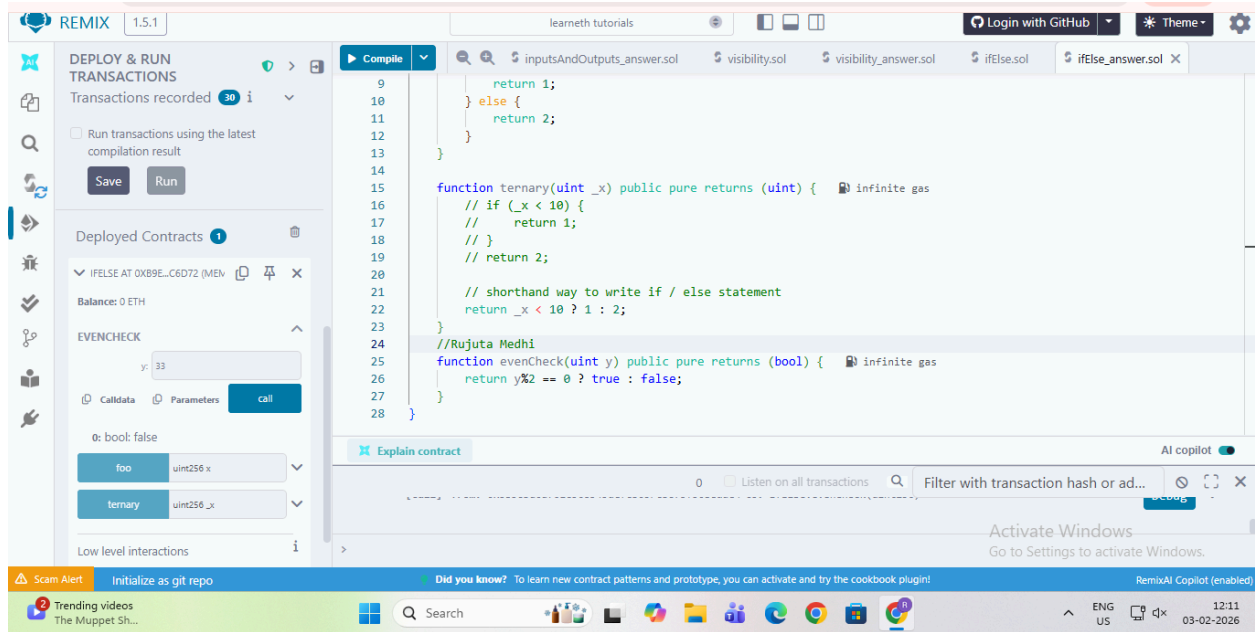 REMIX 1.5.1
learneth tutorials
Login with GitHub
Theme
DEPLOY & RUN
TRANSACTIONS
Transactions recorded 30 i
Run transactions using the latest
compilation result
Save Run
Deployed Contracts 1
IFELSE AT 0XB9E...C6D72 (MEM
Balance: 0 ETH
EVENCHECK
y: 33
Calldata Parameters call
0: bool: false
foo uint256 x
ternary uint256 _x
Low level interactions i
Compile
inputsAndOutputs_answer.sol visibility.sol visibility_answer.sol ifElse.sol ifElse_answer.sol
9 return 1;
10 } else {
11 return 2;
12 }
13 }
14
15 function ternary(uint _x) public pure returns (uint) { infinite gas
16 // if (_x < 10) {
17 // return 1;
18 // }
19 // return 2;
20
21 // shorthand way to write if / else statement
22 return _x < 10 ? 1 : 2;
23 }
24 //Rujuta Medhi
25 function evenCheck(uint y) public pure returns (bool) { infinite gas
26 return y%2 == 0 ? true : false;
27 }
28 }
Explain contract
AI copilot
0 Listen on all transactions Filter with transaction hash or ad...
Debug
>
Activate Windows
Go to Settings to activate Windows.
Scam Alert Initialize as git repo
Did you know? To learn new contract patterns and prototype, you can activate and try the cookbook plugin!
RemixAI Copilot (enabled)
2
Trending videos
The Muppet Sh...
Search
ENG
US
12:11
03-02-2026